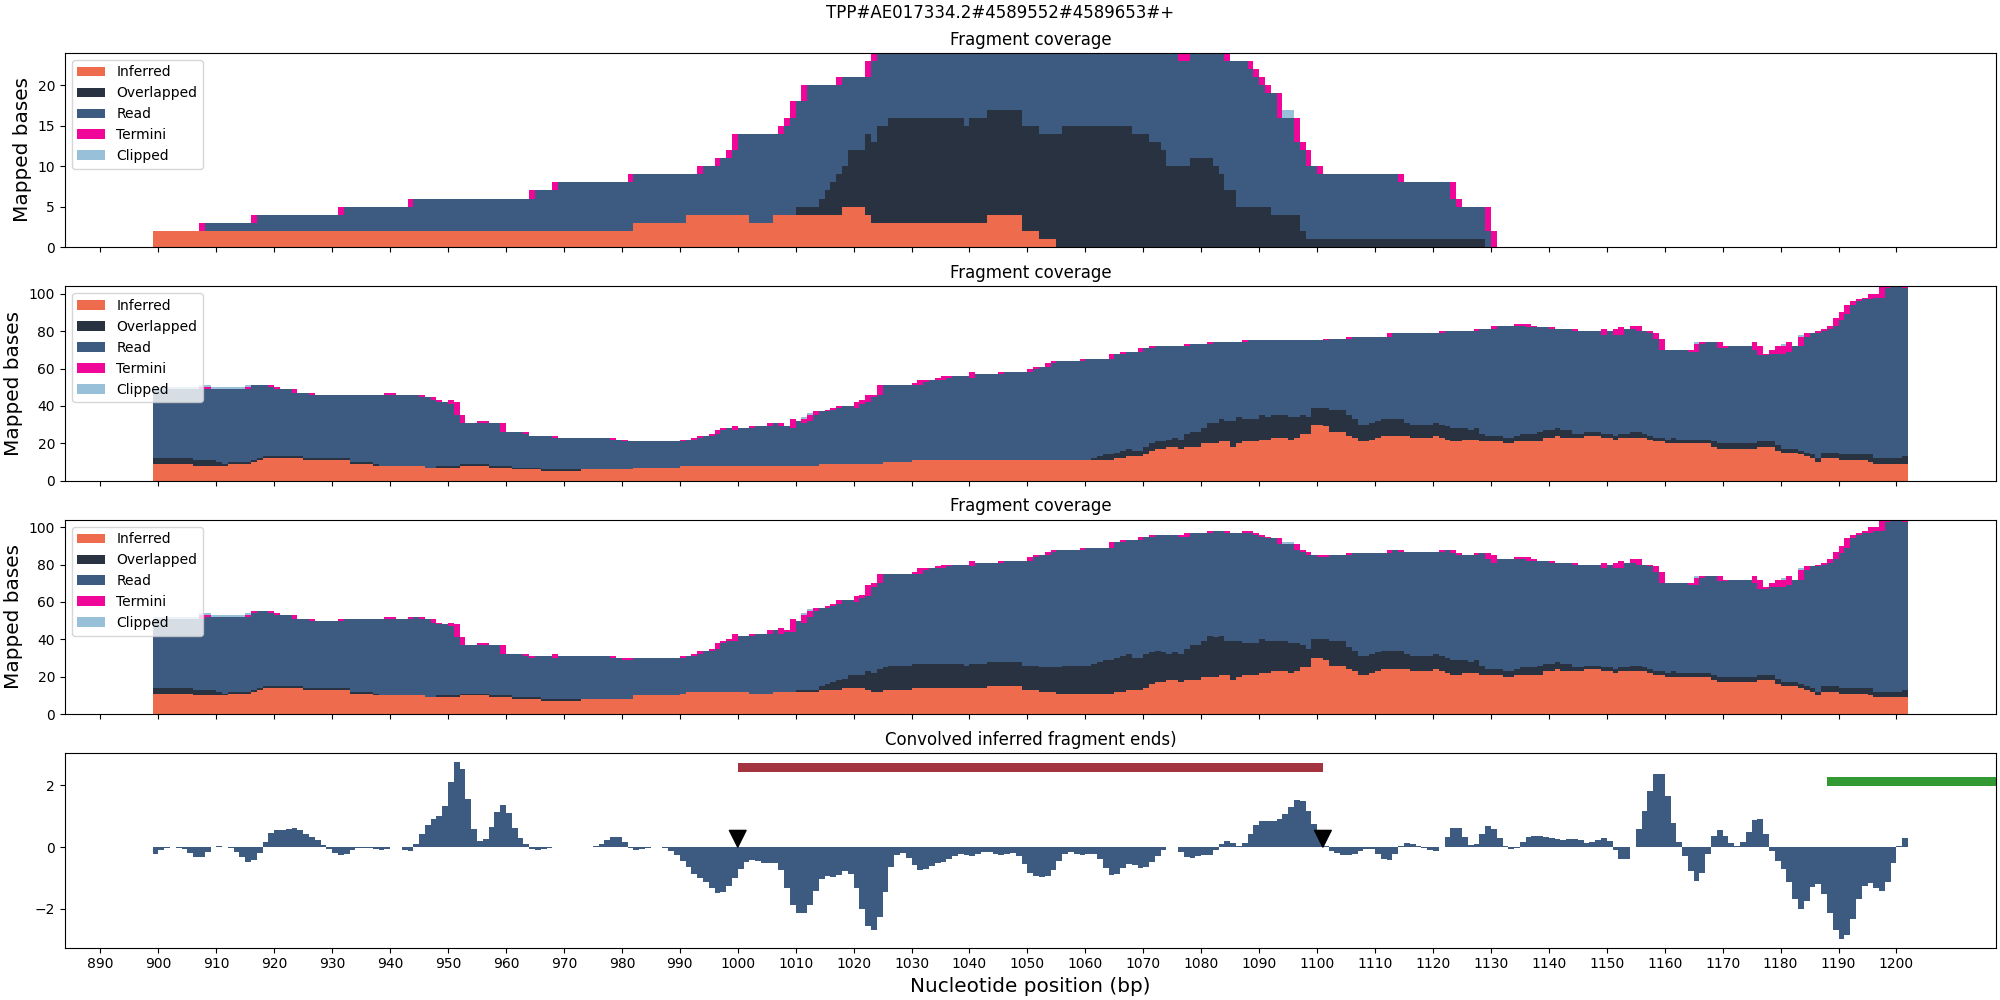 TPP#AE017334.2#4589552#4589653#+
Fragment coverage
Mapped bases
20
15
10
5
0
Inferred
Overlapped
Read
Termini
Clipped
Fragment coverage
Mapped bases
100
80
60
40
20
0
Inferred
Overlapped
Read
Termini
Clipped
Fragment coverage
Mapped bases
100
80
60
40
20
0
Inferred
Overlapped
Read
Termini
Clipped
Convolved inferred fragment ends)
2
0
−2
890 900 910 920 930 940 950 960 970 980 990 1000 1010 1020 1030 1040 1050 1060 1070 1080 1090 1100 1110 1120 1130 1140 1150 1160 1170 1180 1190 1200
Nucleotide position (bp)